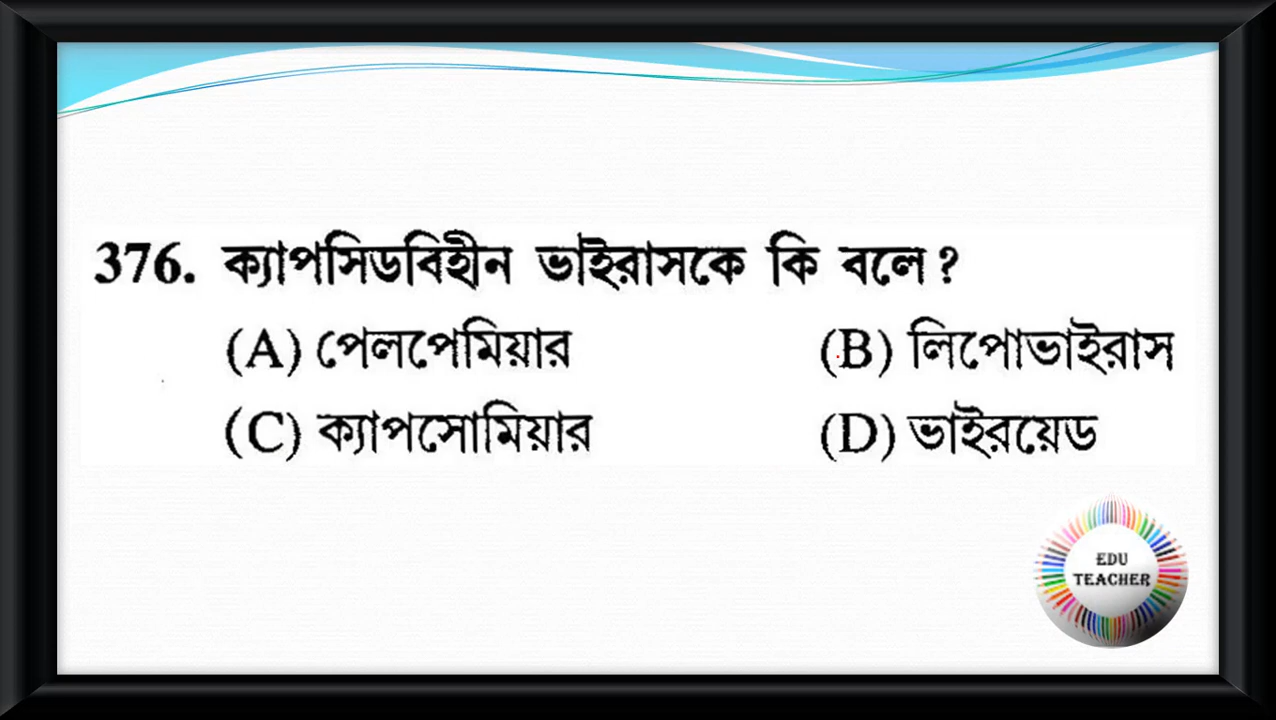 376. ক্যাপসিডবিহীন ভাইরাসকে কি বলে?
(A) পেলপেমিয়ার (B) লিপোভাইরাস
(C) ক্যাপসোমিয়ার (D) ভাইরয়েড
EDU
TEACHER